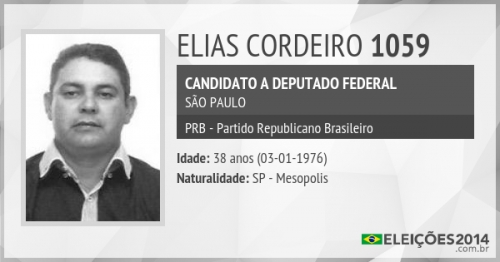 ELIAS CORDEIRO 1059
CANDIDATO A DEPUTADO FEDERAL
SÃO PAULO
PRB - Partido Republicano Brasileiro
Idade: 38 anos (03-01-1976)
Naturalidade: SP - Mesopolis
ELEIÇÕES2014
.com.br